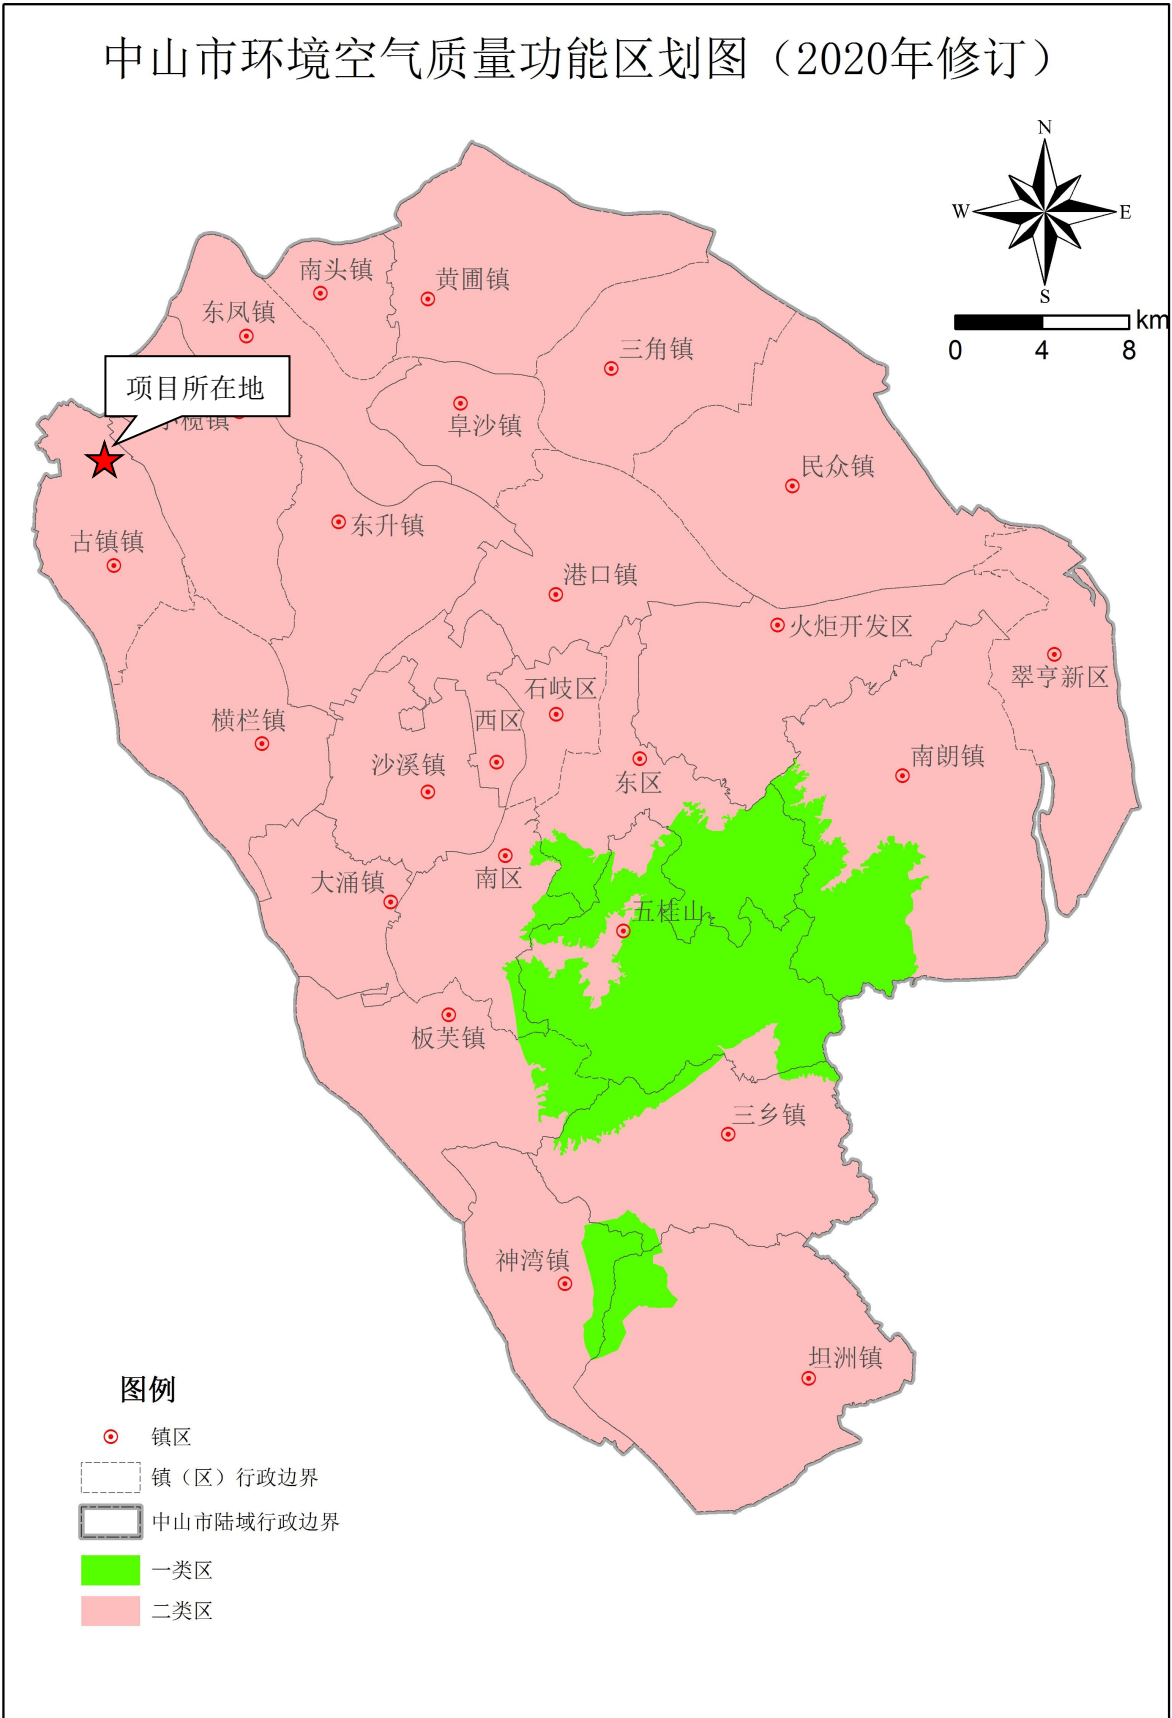 中山市环境空气质量功能区划图（2020年修订）
N
W
E
S
km
0
4
8
南头镇
黄圃镇
东凤镇
三角镇
项目所在地
榄镇
阜沙镇
民众镇
东升镇
古镇镇
港口镇
火炬开发区
翠亨新区
石岐区
横栏镇
西区
沙溪镇
东区
南朗镇
大涌镇
南区
五桂山
板芙镇
三乡镇
神湾镇
坦洲镇
图例
镇区
镇（区）行政边界
中山市陆域行政边界
一类区
二类区